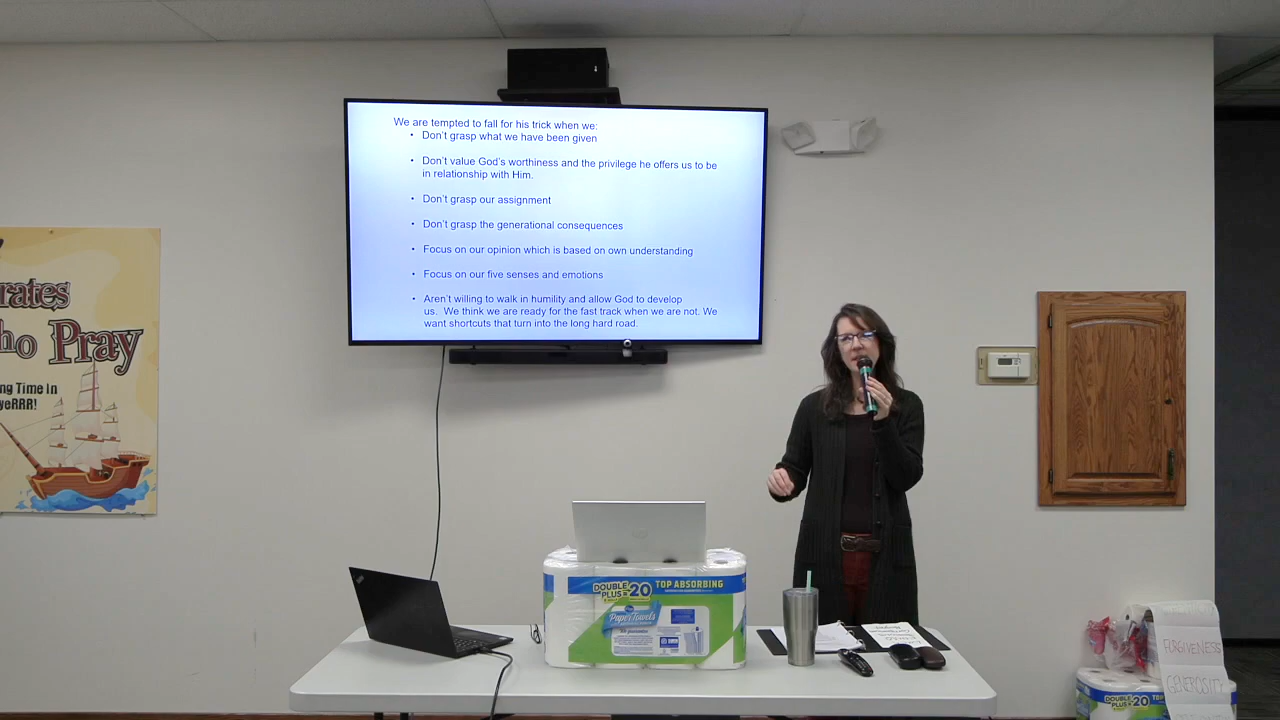 We are tempted to fall for his trick when we:
• Don't grasp what we have been given
• Don't value God's worthiness and the privilege he offers us to be
in relationship with Him.
• Don't grasp our assignment
• Don't grasp the generational consequences
• Focus on our opinion which is based on own understanding
• Focus on our five senses and emotions
• Aren't willing to walk in humility and allow God to develop
us. We think we are ready for the fast track when we are not. We
want shortcuts that turn into the long hard road.
rates
ho Pray
ng Time In
yeRRR!
DOUBLE PLUS = 20
TOP ABSORBING
Paper Towels
FORGIVENESS
GENEROSITY
DOUBLE PLUS = 20